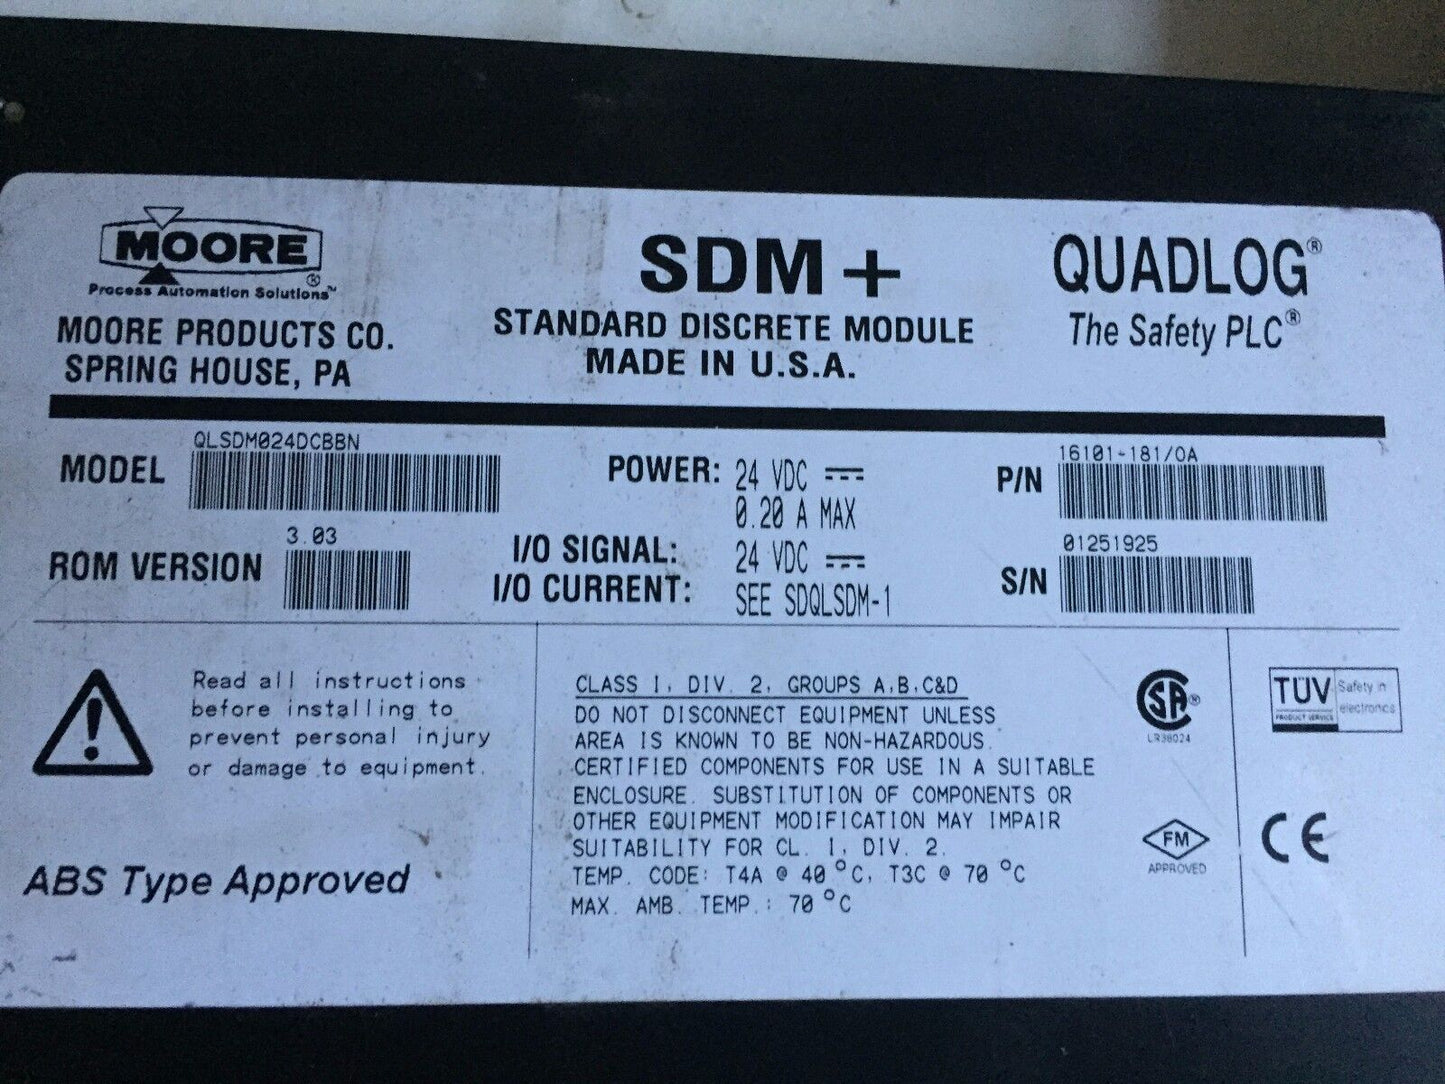 MOORE®
Process Automation Solutions™
MOORE PRODUCTS CO.
SPRING HOUSE, PA
SDM+
STANDARD DISCRETE MODULE
MADE IN U.S.A.
QUADLOG®
The Safety PLC®
MODEL
QLSDM024DCBBN
ROM VERSION
3.03
POWER: 24 VDC
0.20 A MAX
I/O SIGNAL: 24 VDC
I/O CURRENT: SEE SDQLSDM-1
P/N
16101-181/0A
S/N
01251925
Read all instructions
before installing to
prevent personal injury
or damage to equipment.
ABS Type Approved
CLASS I, DIV. 2, GROUPS A,B,C&D
DO NOT DISCONNECT EQUIPMENT UNLESS
AREA IS KNOWN TO BE NON-HAZARDOUS.
CERTIFIED COMPONENTS FOR USE IN A SUITABLE
ENCLOSURE. SUBSTITUTION OF COMPONENTS OR
OTHER EQUIPMENT MODIFICATION MAY IMPAIR
SUITABILITY FOR CL. I, DIV. 2.
TEMP. CODE: T4A @ 40 °C, T3C @ 70 °C
MAX. AMB. TEMP.: 70 °C
SA®
LR38024
FM
APPROVED
TÜV
PRODUCT SERVICE
Safety in
electronics
CE